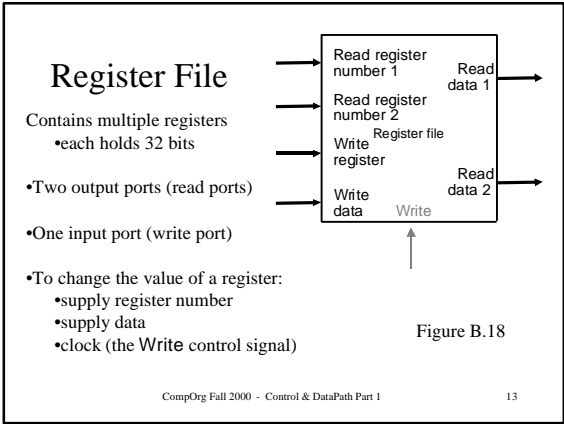 Register File
Contains multiple registers
•each holds 32 bits
•Two output ports (read ports)
•One input port (write port)
•To change the value of a register:
•supply register number
•supply data
•clock (the Write control signal)
Read register
number 1
Read
data 1
Read register
number 2
Register file
Write
register
Read
data 2
Write
data
Write
Figure B.18
CompOrg Fall 2000 - Control & DataPath Part 1
13